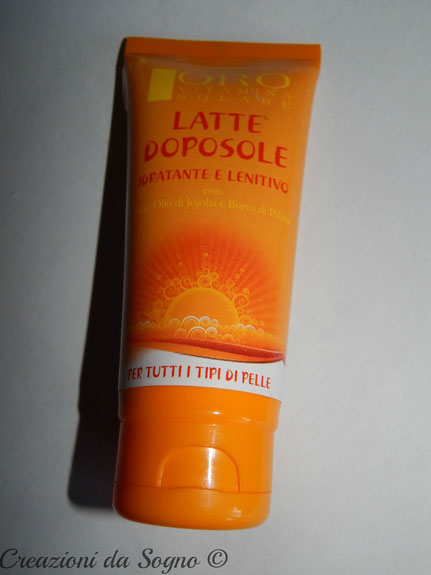 ORO
VITAMINA
SOLARE
LATTE
DOPOSOLE
IDRATANTE E LENITIVO
con
Olio di Jojoba e Burro di
PER TUTTI I TIPI DI PELLE
Creazioni da Sogno ©